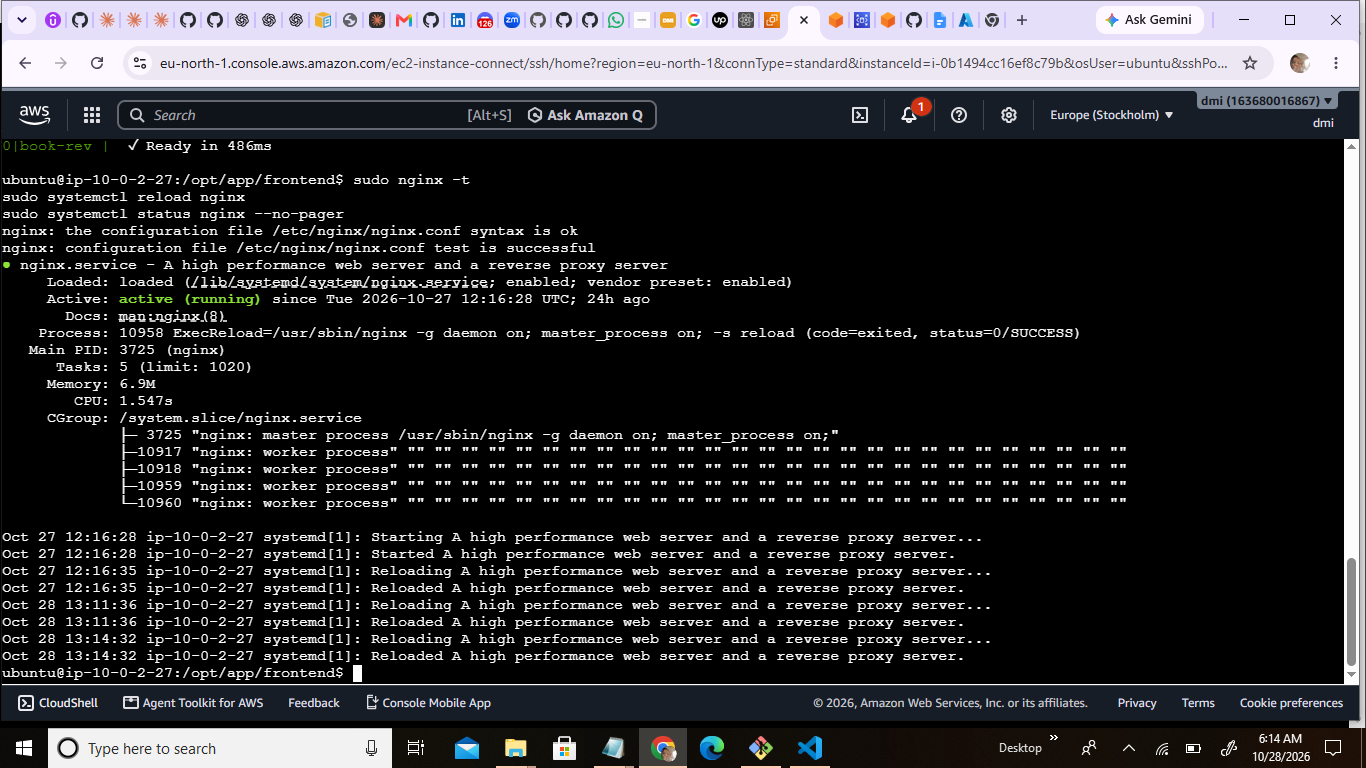 126
Ask Gemini
eu-north-1.console.aws.amazon.com/ec2-instance-connect/ssh/home?region=eu-north-1&connType=standard&instanceId=i-0b1494cc16ef8c79b&osUser=ubuntu&sshPo...
aws
Search
[Alt+S]
Ask Amazon Q
1
Europe (Stockholm)
dmi (163680016867)
dmi
0|book-rev | ✓ Ready in 486ms
ubuntu@ip-10-0-2-27:/opt/app/frontend$ sudo nginx -t
sudo systemctl reload nginx
sudo systemctl status nginx --no-pager
nginx: the configuration file /etc/nginx/nginx.conf syntax is ok
nginx: configuration file /etc/nginx/nginx.conf test is successful
● nginx.service - A high performance web server and a reverse proxy server
Loaded: loaded (/lib/systemd/system/nginx.service; enabled; vendor preset: enabled)
Active: active (running) since Tue 2026-10-27 12:16:28 UTC; 24h ago
Docs: man:nginx(8)
Process: 10958 ExecReload=/usr/sbin/nginx -g daemon on; master_process on; -s reload (code=exited, status=0/SUCCESS)
Main PID: 3725 (nginx)
Tasks: 5 (limit: 1020)
Memory: 6.9M
CPU: 1.547s
CGroup: /system.slice/nginx.service
├─ 3725 "nginx: master process /usr/sbin/nginx -g daemon on; master_process on;"
├─10917 "nginx: worker process" "" "" "" "" "" "" "" "" "" "" "" "" "" "" "" "" "" "" "" "" "" "" "" "" "" "" ""
├─10918 "nginx: worker process" "" "" "" "" "" "" "" "" "" "" "" "" "" "" "" "" "" "" "" "" "" "" "" "" "" "" ""
├─10959 "nginx: worker process" "" "" "" "" "" "" "" "" "" "" "" "" "" "" "" "" "" "" "" "" "" "" "" "" "" "" ""
└─10960 "nginx: worker process" "" "" "" "" "" "" "" "" "" "" "" "" "" "" "" "" "" "" "" "" "" "" "" "" "" "" ""
Oct 27 12:16:28 ip-10-0-2-27 systemd[1]: Starting A high performance web server and a reverse proxy server...
Oct 27 12:16:28 ip-10-0-2-27 systemd[1]: Started A high performance web server and a reverse proxy server.
Oct 27 12:16:35 ip-10-0-2-27 systemd[1]: Reloading A high performance web server and a reverse proxy server...
Oct 27 12:16:35 ip-10-0-2-27 systemd[1]: Reloaded A high performance web server and a reverse proxy server.
Oct 28 13:11:36 ip-10-0-2-27 systemd[1]: Reloading A high performance web server and a reverse proxy server...
Oct 28 13:11:36 ip-10-0-2-27 systemd[1]: Reloaded A high performance web server and a reverse proxy server.
Oct 28 13:14:32 ip-10-0-2-27 systemd[1]: Reloading A high performance web server and a reverse proxy server...
Oct 28 13:14:32 ip-10-0-2-27 systemd[1]: Reloaded A high performance web server and a reverse proxy server.
ubuntu@ip-10-0-2-27:/opt/app/frontend$
CloudShell
Agent Toolkit for AWS
Feedback
Console Mobile App
© 2026, Amazon Web Services, Inc. or its affiliates.
Privacy
Terms
Cookie preferences
Type here to search
Desktop
6:14 AM
10/28/2026